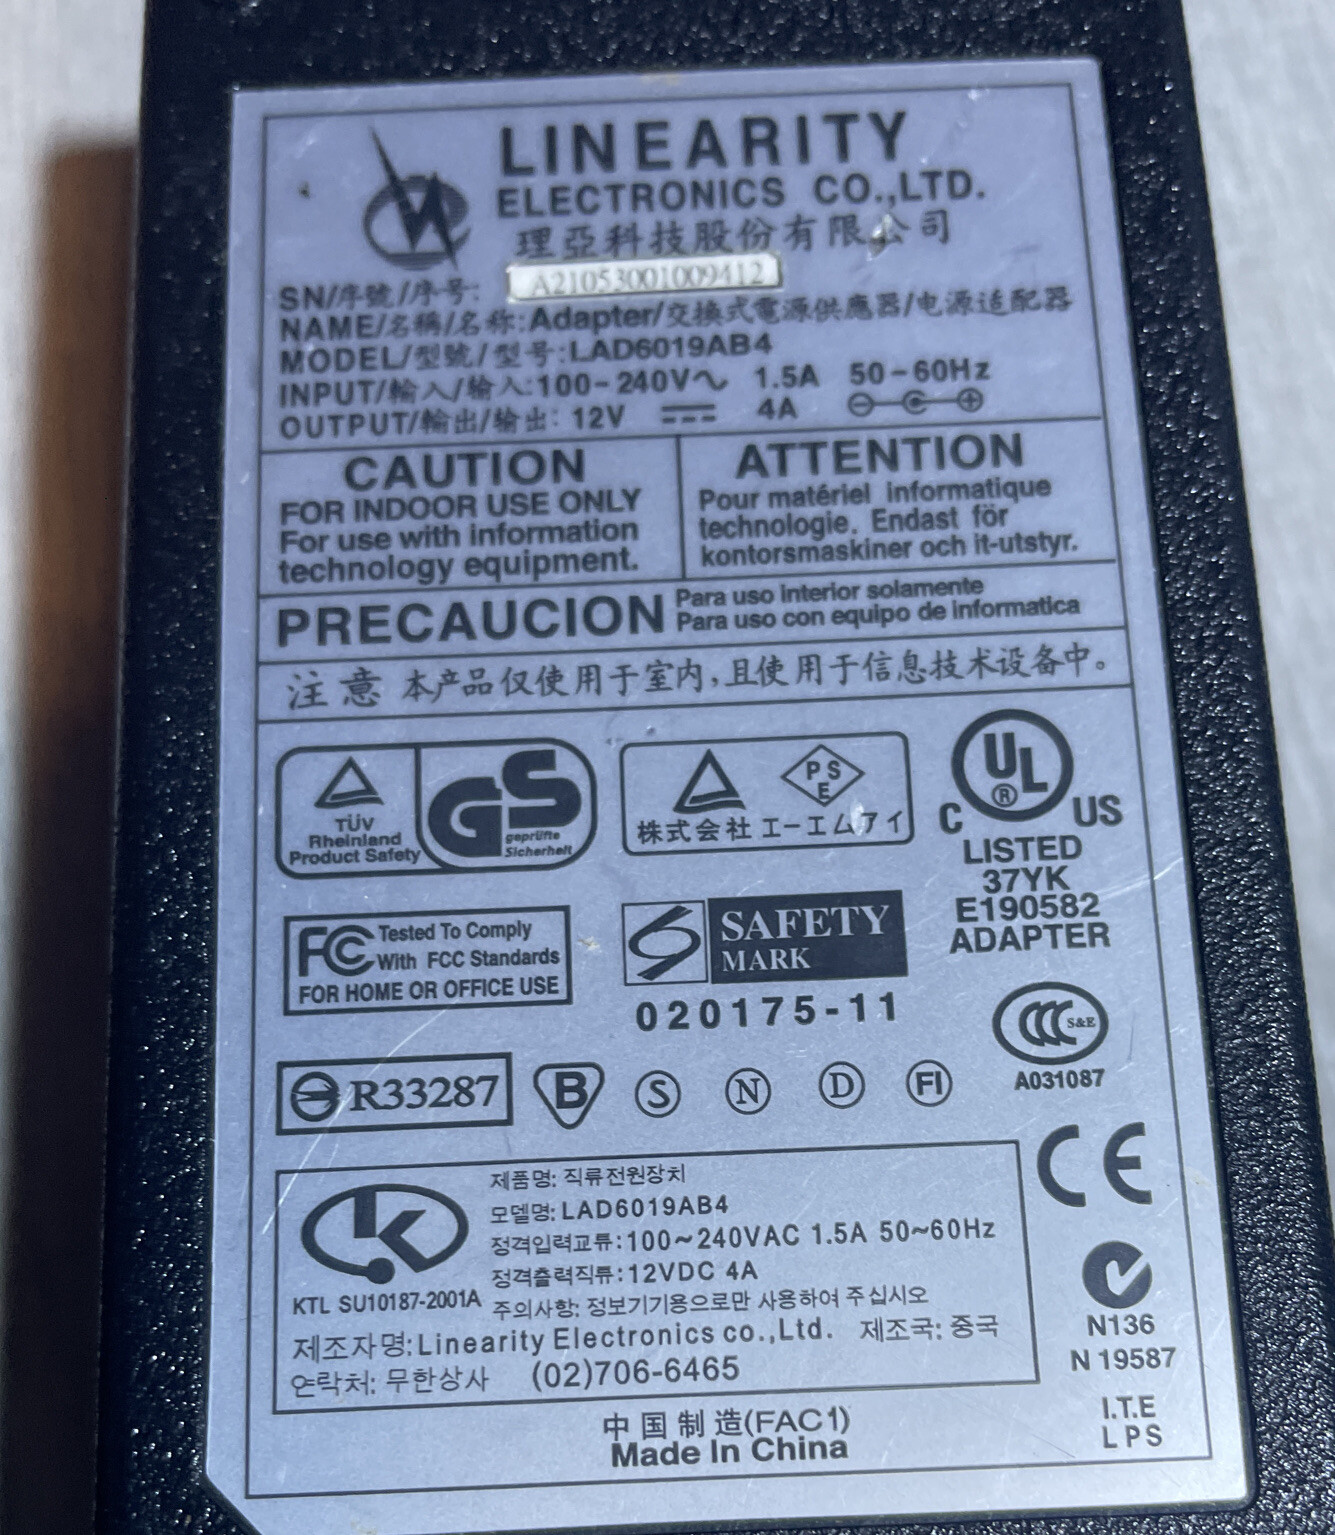 LINEARITY
ELECTRONICS CO.,LTD.
理亞科技股份有限公司
SN/序號/序号: A21053001009412
NAME/名稱/名称:Adapter/交換式電源供應器/电源适配器
MODEL/型號/型号:LAD6019AB4
INPUT/輸入/输入:100-240V~ 1.5A 50-60Hz
OUTPUT/輸出/输出: 12V 4A
CAUTION
FOR INDOOR USE ONLY
For use with information
technology equipment.
ATTENTION
Pour matériel informatique
technologie. Endast för
kontorsmaskiner och it-utstyr.
PRECAUCION
Para uso interior solamente
Para uso con equipo de informatica
注意 本产品仅使用于室内,且使用于信息技术设备中。
TÜV
Rheinland
Product Safety
GS
geprüfte
Sicherheit
PS
E
株式会社エーエムアイ
C UL® US
LISTED
37YK
E190582
ADAPTER
FC Tested To Comply
With FCC Standards
FOR HOME OR OFFICE USE
S SAFETY
MARK
020175-11
CCC S&E
A031087
R33287
B S N D FI
CE
제품명: 직류전원장치
모델명: LAD6019AB4
정격입력교류:100~240VAC 1.5A 50~60Hz
정격출력직류:12VDC 4A
KTL SU10187-2001A
주의사항: 정보기기용으로만 사용하여 주십시오
제조자명:Linearity Electronics co.,Ltd. 제조국: 중국
연락처: 무한상사 (02)706-6465
N136
N 19587
中国制造(FAC1)
Made In China
I.T.E
LPS